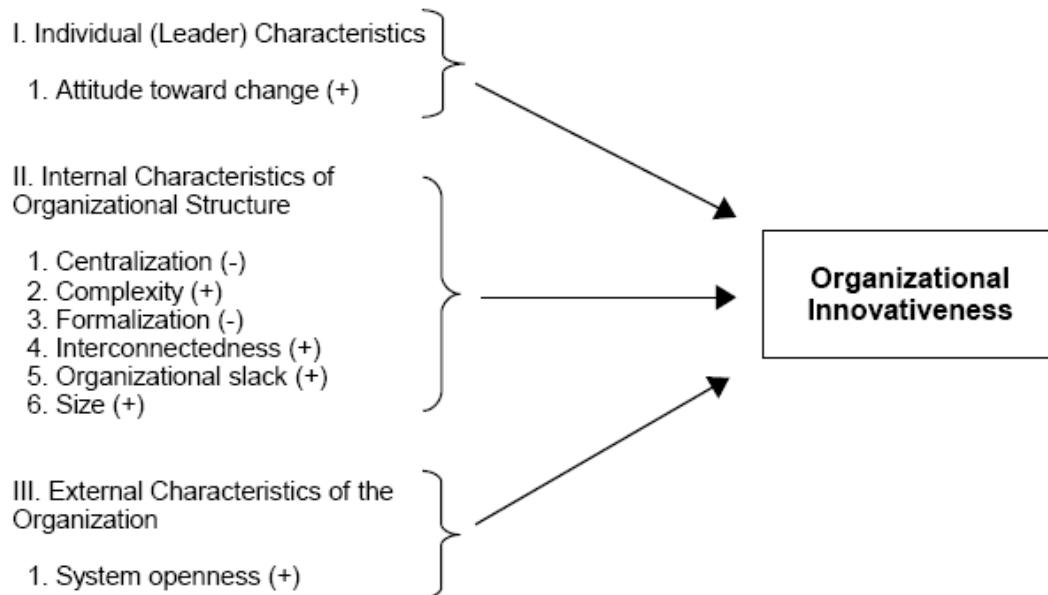 I. Individual (Leader) Characteristics
1. Attitude toward change (+)
II. Internal Characteristics of
Organizational Structure
1. Centralization (-)
2. Complexity (+)
3. Formalization (-)
4. Interconnectedness (+)
5. Organizational slack (+)
6. Size (+)
III. External Characteristics of the
Organization
1. System openness (+)
Organizational
Innovativeness